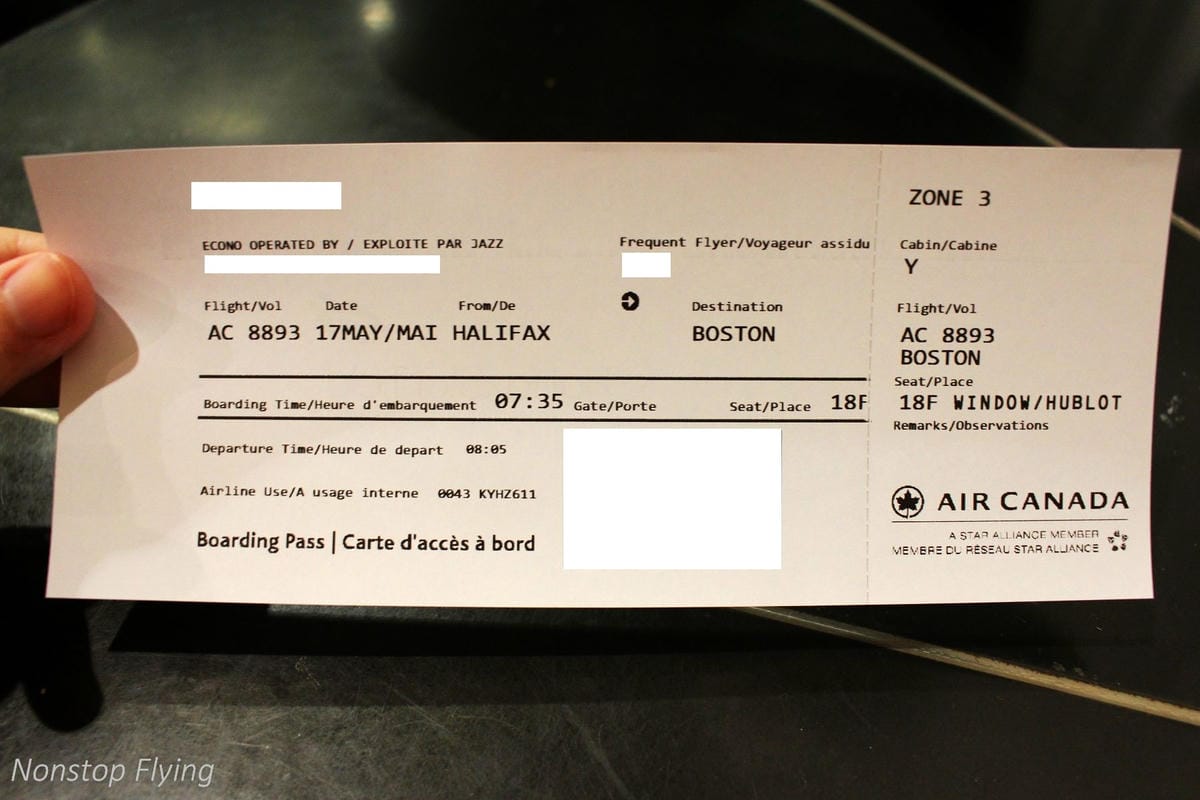 ECONO OPERATED BY / EXPLOITE PAR JAZZ
Frequent Flyer/Voyageur assidu
Flight/Vol Date From/De Destination
AC 8893 17MAY/MAI HALIFAX BOSTON
Boarding Time/Heure d'embarquement 07:35 Gate/Porte Seat/Place 18F
Departure Time/Heure de depart 08:05
Airline Use/A usage interne 0043 KYHZ611
Boarding Pass | Carte d'accès à bord
ZONE 3
Cabin/Cabine
Y
Flight/Vol
AC 8893
BOSTON
Seat/Place
18F WINDOW/HUBLOT
Remarks/Observations
AIR CANADA
A STAR ALLIANCE MEMBER
MEMBRE DU RÉSEAU STAR ALLIANCE
Nonstop Flying